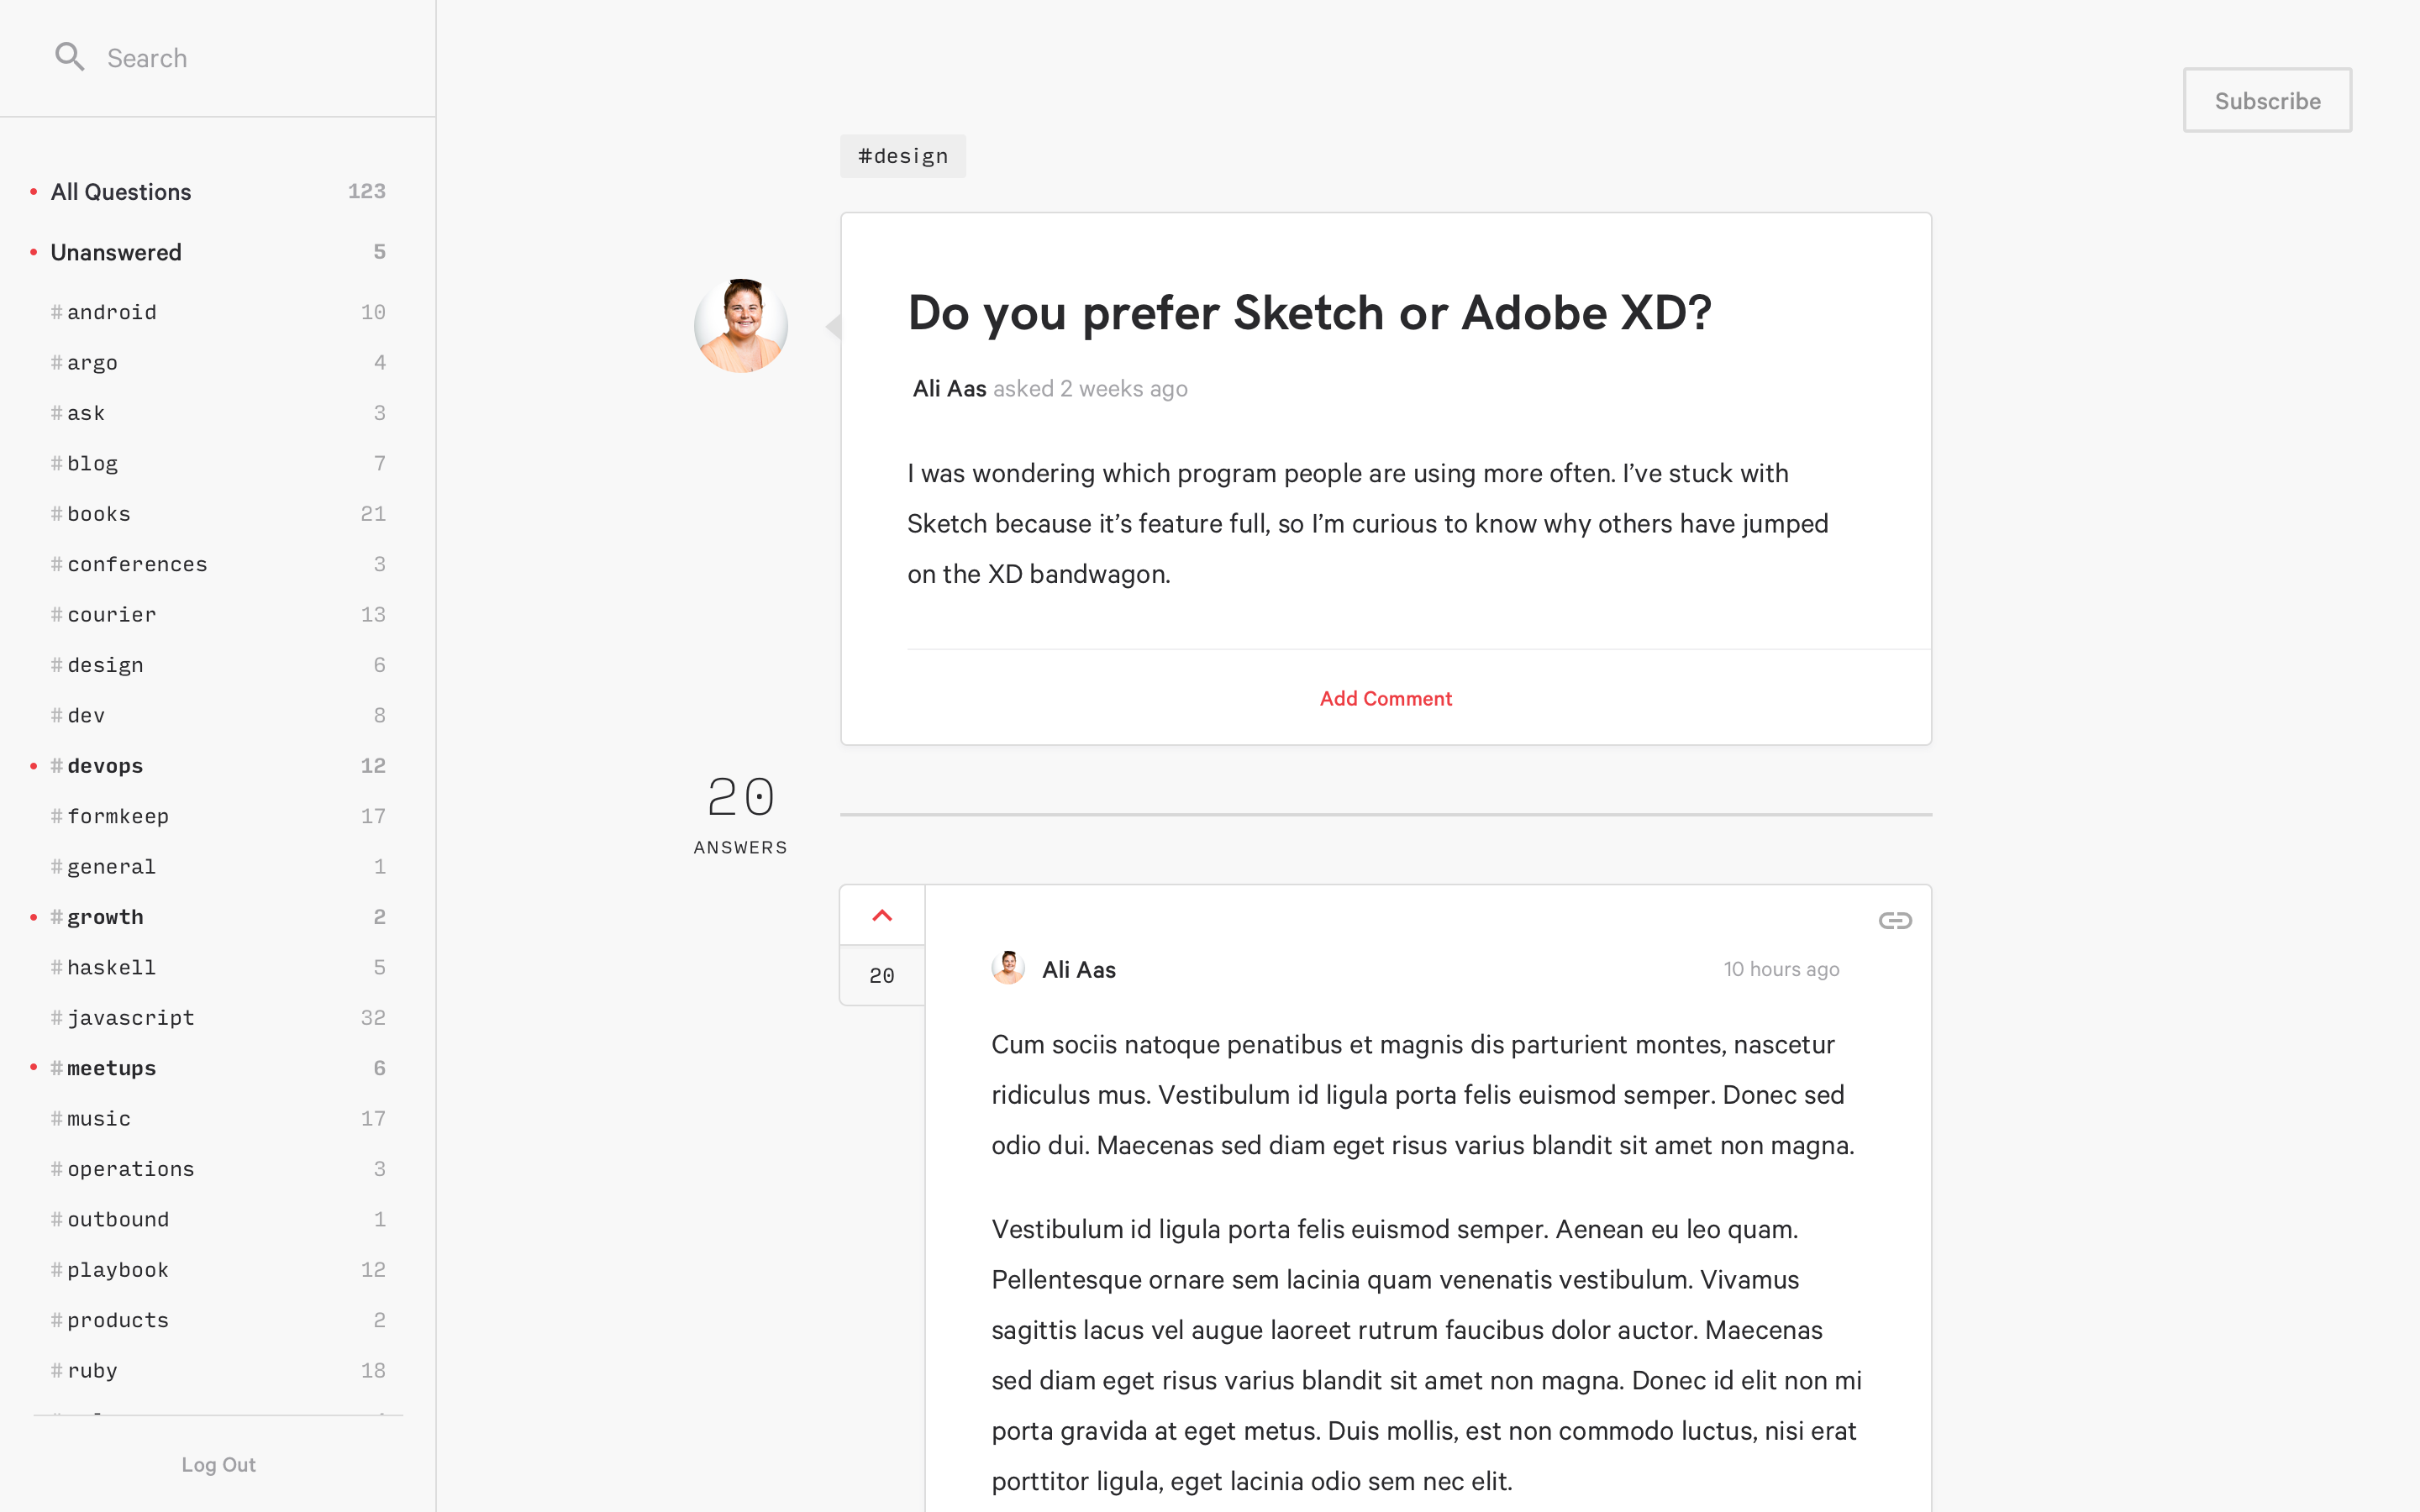 Search
All Questions 123
Unanswered 5
#android 10
#argo 4
#ask 3
#blog 7
#books 21
#conferences 3
#courier 13
#design 6
#dev 8
#devops 12
#formkeep 17
#general 1
#growth 2
#haskell 5
#javascript 32
#meetups 6
#music 17
#operations 3
#outbound 1
#playbook 12
#products 2
#ruby 18
Log Out
Subscribe
#design
Do you prefer Sketch or Adobe XD?
Ali Aas asked 2 weeks ago
I was wondering which program people are using more often. I’ve stuck with
Sketch because it’s feature full, so I’m curious to know why others have jumped
on the XD bandwagon.
Add Comment
20
ANSWERS
20
Ali Aas 10 hours ago
Cum sociis natoque penatibus et magnis dis parturient montes, nascetur
ridiculus mus. Vestibulum id ligula porta felis euismod semper. Donec sed
odio dui. Maecenas sed diam eget risus varius blandit sit amet non magna.
Vestibulum id ligula porta felis euismod semper. Aenean eu leo quam.
Pellentesque ornare sem lacinia quam venenatis vestibulum. Vivamus
sagittis lacus vel augue laoreet rutrum faucibus dolor auctor. Maecenas
sed diam eget risus varius blandit sit amet non magna. Donec id elit non mi
porta gravida at eget metus. Duis mollis, est non commodo luctus, nisi erat
porttitor ligula, eget lacinia odio sem nec elit.